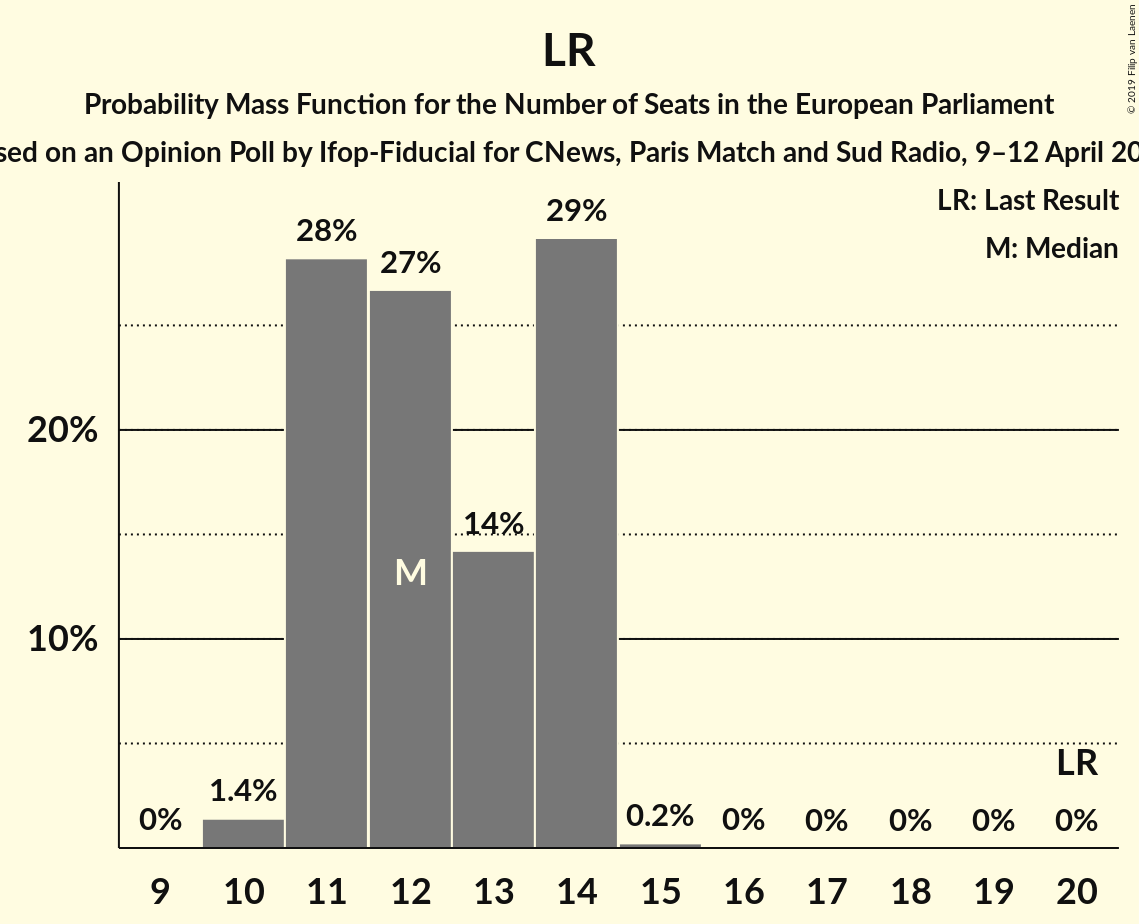 LR
Probability Mass Function for the Number of Seats in the European Parliament
on an Opinion Poll by Ifop-Fiducial for CNews, Paris Match and Sud Radio, 9–12 April
© 2019 Filip van Laenen
LR: Last Result
M: Median
29%
28%
27%
20%
14%
M
10%
LR
0% 1.4% 0.2% 0% 0% 0% 0% 0%
9 10 11 12 13 14 15 16 17 18 19 20